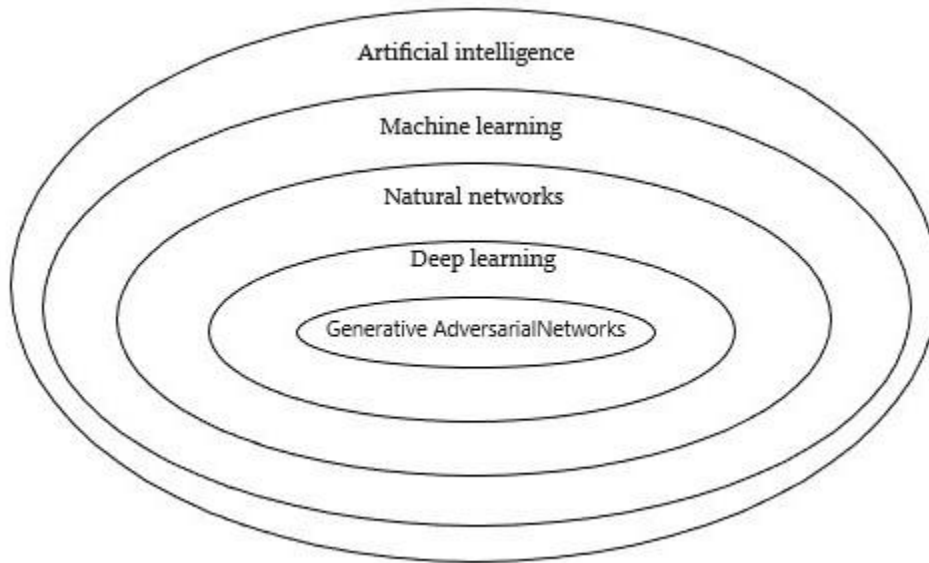 Artificial intelligence
Machine learning
Natural networks
Deep learning
Generative AdversarialNetworks